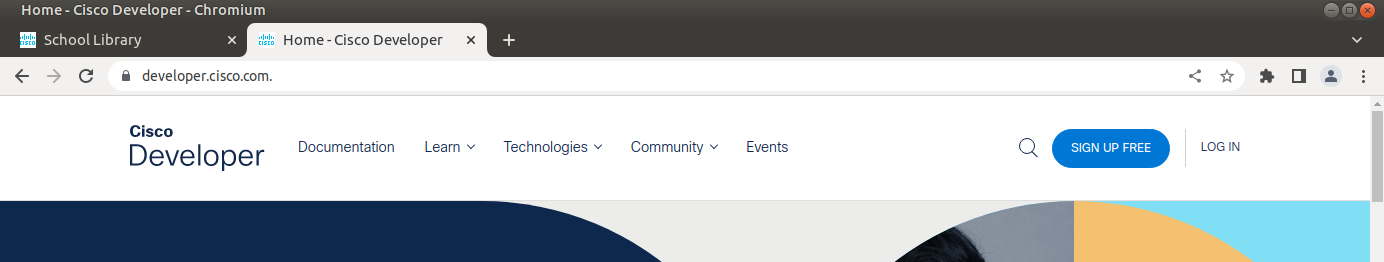 Home - Cisco Developer - Chromium
School Library
Home - Cisco Developer
developer.cisco.com.
Cisco
Developer
Documentation Learn Technologies Community Events
SIGN UP FREE LOG IN